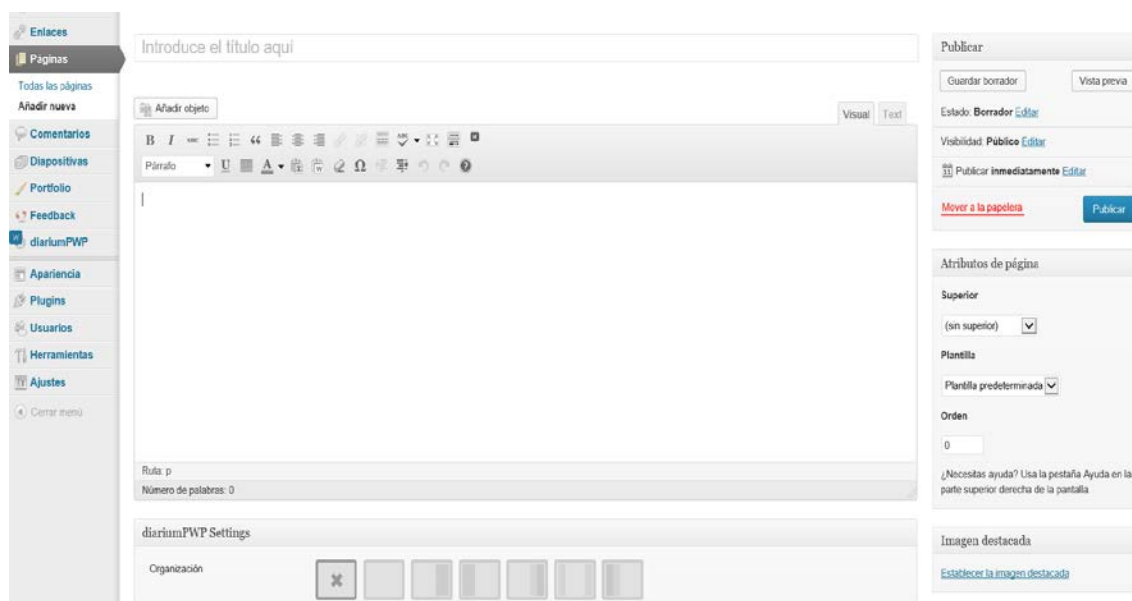 Enlaces
Páginas
Todas las páginas
Añadir nueva
Comentarios
Diapositivas
Portfolio
Feedback
diariumPWP
Apariencia
Plugins
Usuarios
Herramientas
Ajustes
Cerrar menú
Introduce el título aquí
Añadir objeto
Visual Text
B I ABC
Párrafo U A Ω
Ruta: p
Número de palabras: 0
diariumPWP Settings
Organización
Publicar
Guardar borrador Vista previa
Estado: Borrador Editar
Visibilidad: Público Editar
Publicar inmediatamente Editar
Mover a la papelera Publicar
Atributos de página
Superior
(sin superior)
Plantilla
Plantilla predeterminada
Orden
0
¿Necesitas ayuda? Usa la pestaña Ayuda en la
parte superior derecha de la pantalla
Imagen destacada
Establecer la imagen destacada